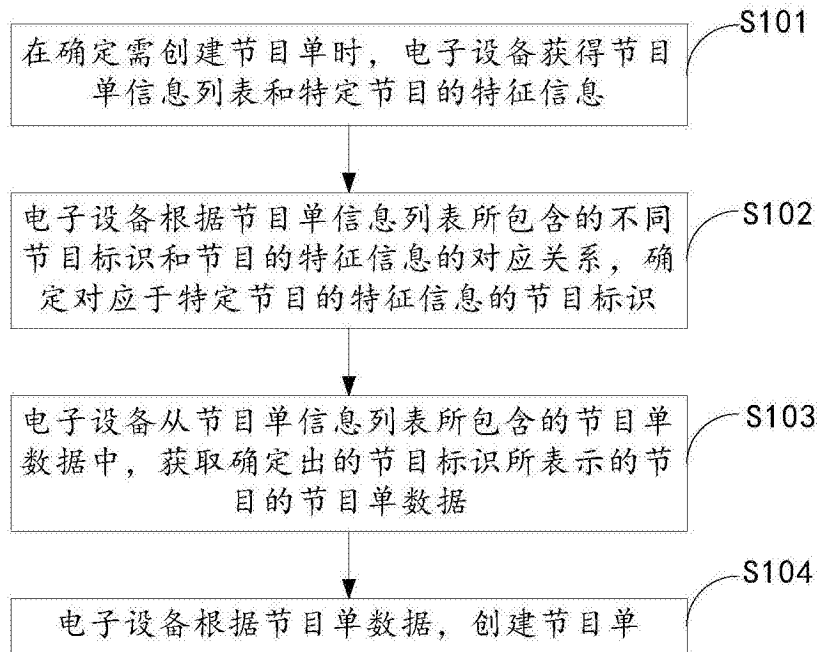 S101
在确定需创建节目单时，电子设备获得节目
单信息列表和特定节目的特征信息
S102
电子设备根据节目单信息列表所包含的不同
节目标识和节目的特征信息的对应关系，确
定对应于特定节目的特征信息的节目标识
S103
电子设备从节目单信息列表所包含的节目单
数据中，获取确定出的节目标识所表示的节
目的节目单数据
S104
电子设备根据节目单数据，创建节目单